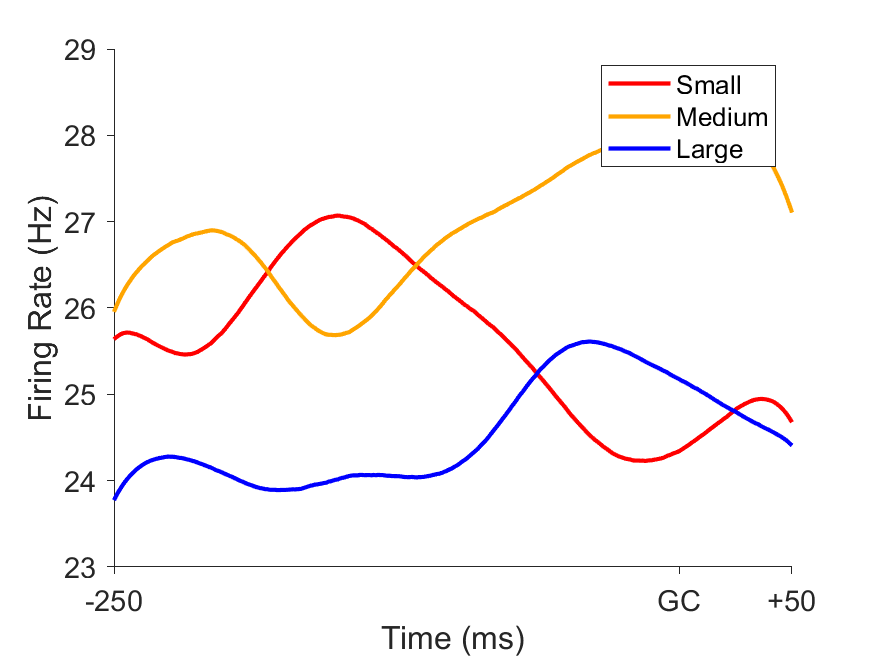 29
28
27
26
25
24
23
Firing Rate (Hz)
Small
Medium
Large
-250
GC
+50
Time (ms)